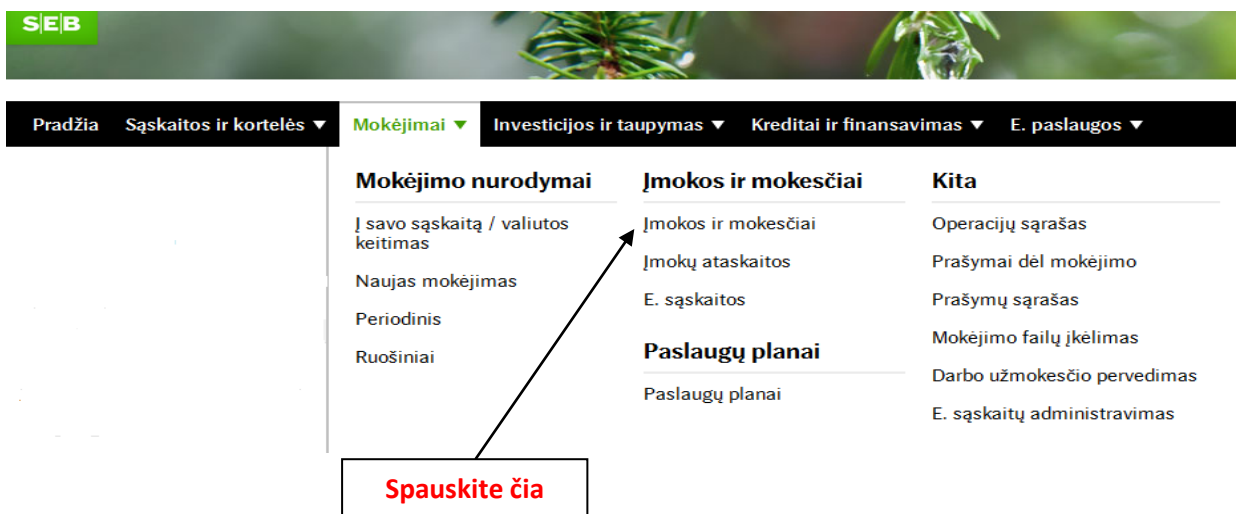 S|E|B
Pradžia Sąskaitos ir kortelės ▼ Mokėjimai ▼ Investicijos ir taupymas ▼ Kreditai ir finansavimas ▼ E. paslaugos ▼
Mokėjimo nurodymai
Į savo sąskaitą / valiutos
keitimas
Naujas mokėjimas
Periodinis
Ruošiniai
Įmokos ir mokesčiai
Įmokos ir mokesčiai
Įmokų ataskaitos
E. sąskaitos
Paslaugų planai
Paslaugų planai
Kita
Operacijų sąrašas
Prašymai dėl mokėjimo
Prašymų sąrašas
Mokėjimo failų įkėlimas
Darbo užmokesčio pervedimas
E. sąskaitų administravimas
Spauskite čia